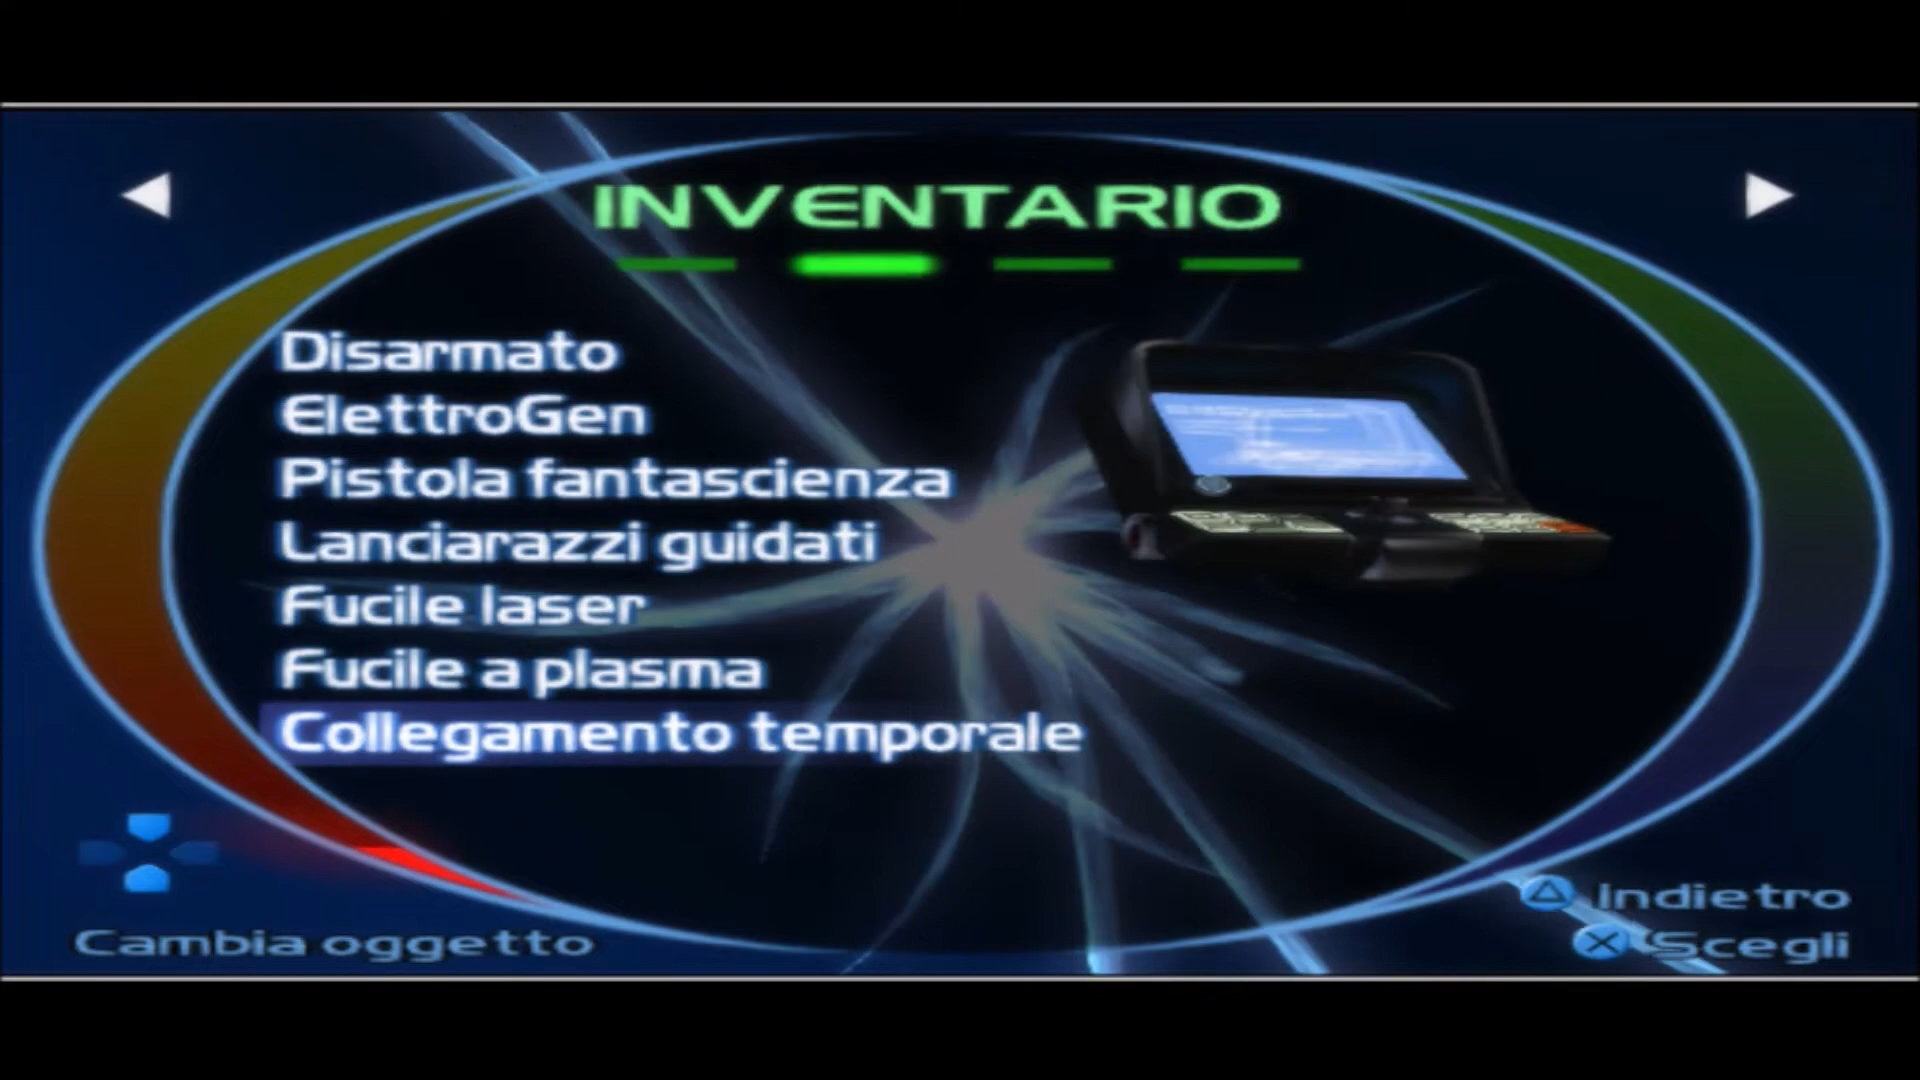 INVENTARIO
Disarmato
ElettroGen
Pistola fantascienza
Lanciarazzi guidati
Fucile laser
Fucile a plasma
Collegamento temporale
Indietro
Cambia oggetto
Scegli